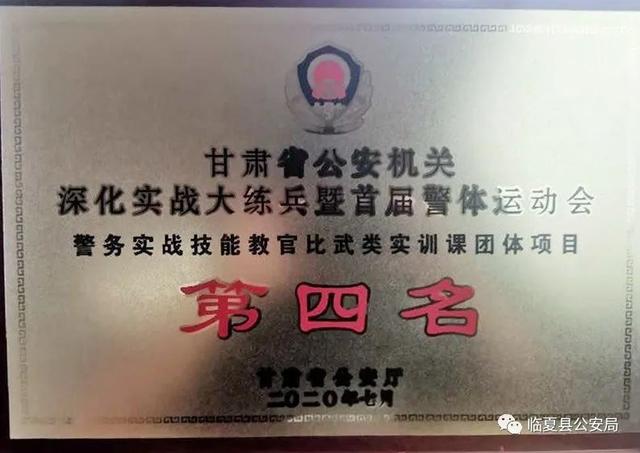 甘肃省公安机关
深化实战大练兵暨首届警体运动会
警务实战技能教官比武类实训课团体项目
第四名
甘肃省公安厅
二〇二〇年七月
临夏县公安局